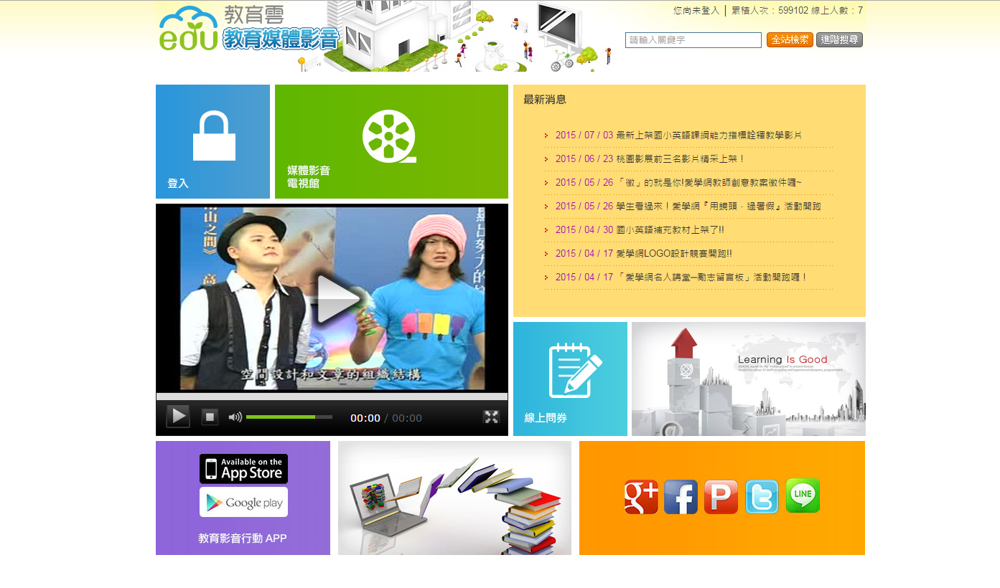 您尚未登入 │ 累積人次：599102 線上人數：7
edu 教育雲
教育媒體影音
請輸入關鍵字 全站檢索 進階搜尋
登入
媒體影音
電視館
最新消息
2015 / 07 / 03 最新上架國小英語課綱能力指標詮釋教學影片
2015 / 06 / 23 桃園影展前三名影片精采上架！
2015 / 05 / 26 「徵」的就是你!愛學網教師創意教案徵件囉~
2015 / 05 / 26 學生看過來！愛學網『用鏡頭．過暑假』活動開跑
2015 / 04 / 30 國小英語補充教材上架了!!
2015 / 04 / 17 愛學網LOGO設計競賽開跑!!
2015 / 04 / 17 「愛學網名人講堂─勵志留言板」活動開跑囉！
山之間》
空間設計和文章的組織結構
00:00 / 00:00
線上問券
Learning Is Good
Available on the
App Store
Google play
教育影音行動 APP
g+ f P t LINE